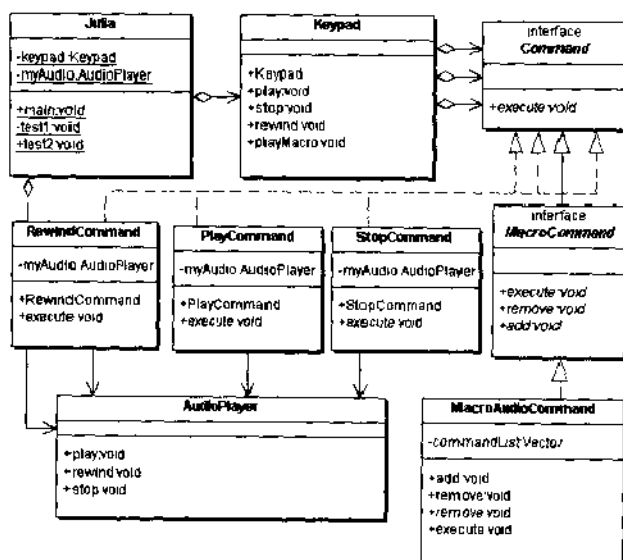 Julia
-keypad:Keypad
-myAudio:AudioPlayer
+main:void
-test1:void
+test2:void
Keypad
+Keypad
+play:void
+stop:void
+rewind:void
+playMacro:void
interface
Command
+execute:void
RewindCommand
-myAudio:AudioPlayer
+RewindCommand
+execute:void
PlayCommand
-myAudio:AudioPlayer
+PlayCommand
+execute:void
StopCommand
-myAudio:AudioPlayer
+StopCommand
+execute:void
interface
MacroCommand
+execute:void
+remove:void
+add:void
AudioPlayer
+play:void
+rewind:void
+stop:void
MacroAudioCommand
-commandList:Vector
+add:void
+remove:void
+remove:void
+execute:void